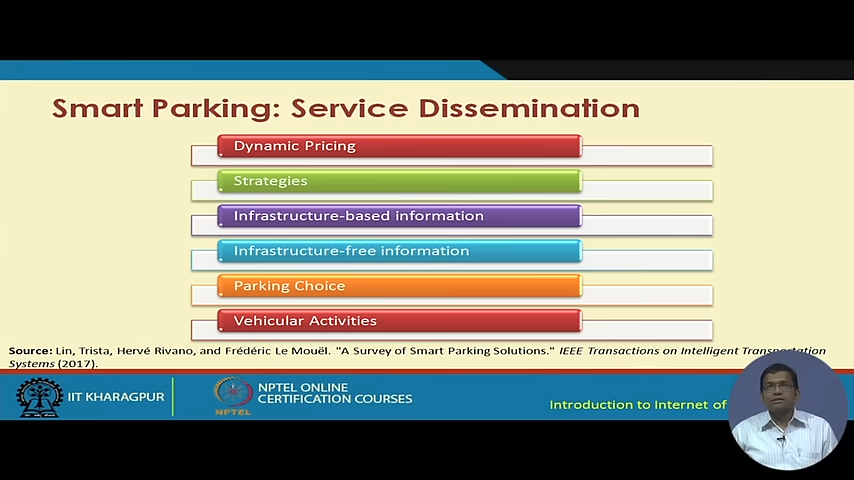 Smart Parking: Service Dissemination
Dynamic Pricing
Strategies
Infrastructure-based information
Infrastructure-free information
Parking Choice
Vehicular Activities
Source: Lin, Trista, Hervé Rivano, and Frédéric Le Mouël. "A Survey of Smart Parking Solutions." IEEE Transactions on Intelligent Transportation
Systems (2017).
IIT KHARAGPUR
NPTEL ONLINE
CERTIFICATION COURSES
NPTEL
Introduction to Internet of